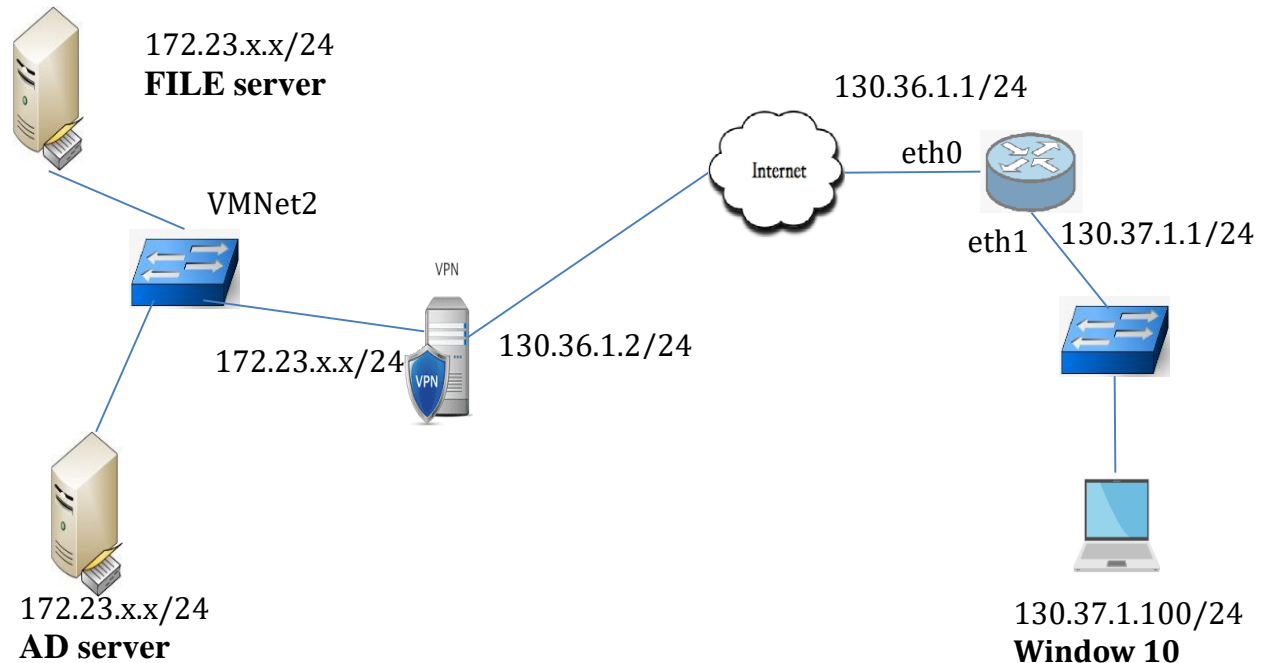 172.23.x.x/24
FILE server
130.36.1.1/24
eth0
Internet
VMNet2
eth1
130.37.1.1/24
VPN
172.23.x.x/24
130.36.1.2/24
VPN
172.23.x.x/24
AD server
130.37.1.100/24
Window 10